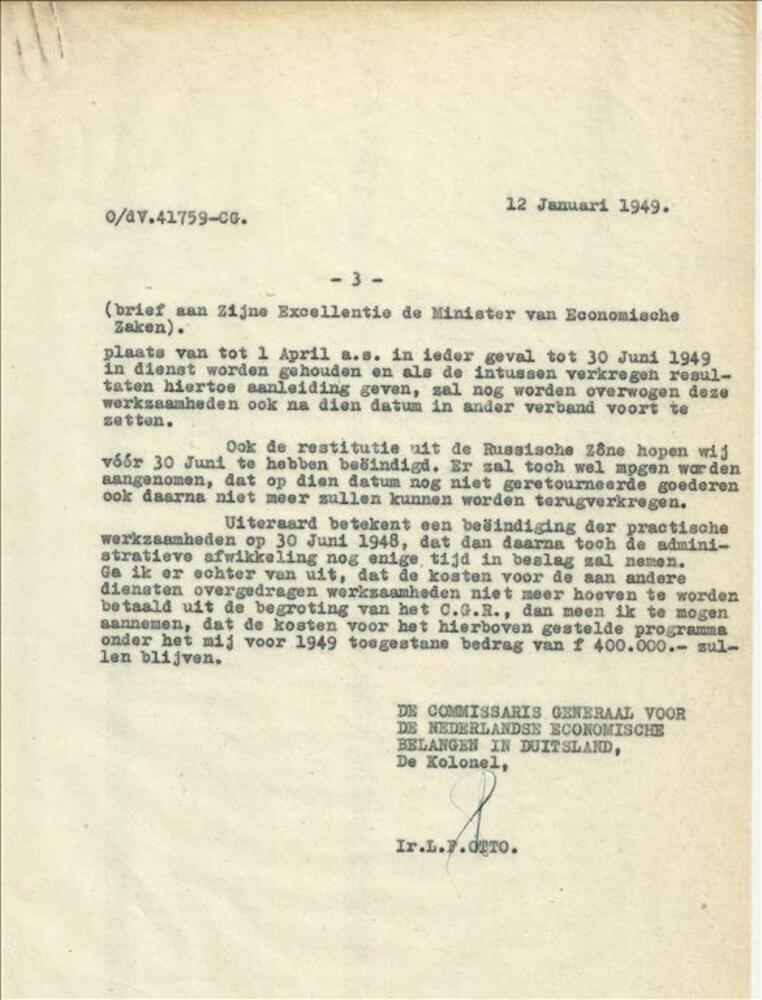 12 Januari 1949.
O/dV.41759-CG.
- 3 -
(brief aan Zijne Excellentie de Minister van Economische
Zaken).
plaats van tot 1 April a.s. in ieder geval tot 30 Juni 1949
in dienst worden gehouden en als de intussen verkregen resul-
taten hiertoe aanleiding geven, zal nog worden overwogen deze
werkzaamheden ook na dien datum in ander verband voort te
zetten.
Ook de restitutie uit de Russische Zône hopen wij
vóór 30 Juni te hebben beëindigd. Er zal toch wel mogen worden
aangenomen, dat op dien datum nog niet geretourneerde goederen
ook daarna niet meer zullen kunnen worden terugverkregen.
Uiteraard betekent een beëindiging der practische
werkzaamheden op 30 Juni 1948, dat dan daarna toch de admini-
stratieve afwikkeling nog enige tijd in beslag zal nemen.
Ga ik er echter van uit, dat de kosten voor de aan andere
diensten overgedragen werkzaamheden niet meer hoeven te worden
betaald uit de begroting van het C.G.R., dan meen ik te mogen
aannemen, dat de kosten voor het hierboven gestelde programma
onder het mij voor 1949 toegestane bedrag van f 400.000.- zul-
len blijven.
DE COMMISSARIS GENERAAL VOOR
DE NEDERLANDSE ECONOMISCHE
BELANGEN IN DUITSLAND,
De Kolonel,
Ir.L.F.OTTO.